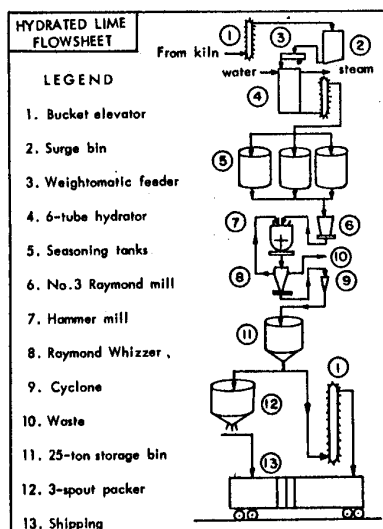 HYDRATED LIME
FLOWSHEET
LEGEND
1. Bucket elevator
2. Surge bin
3. Weightomatic feeder
4. 6-tube hydrator
5. Seasoning tanks
6. No.3 Raymond mill
7. Hammer mill
8. Raymond Whizzer
9. Cyclone
10. Waste
11. 25-ton storage bin
12. 3-spout packer
13. Shipping
1
From kiln
3
2
water
steam
4
5
7
6
8
10
9
11
12
1
13